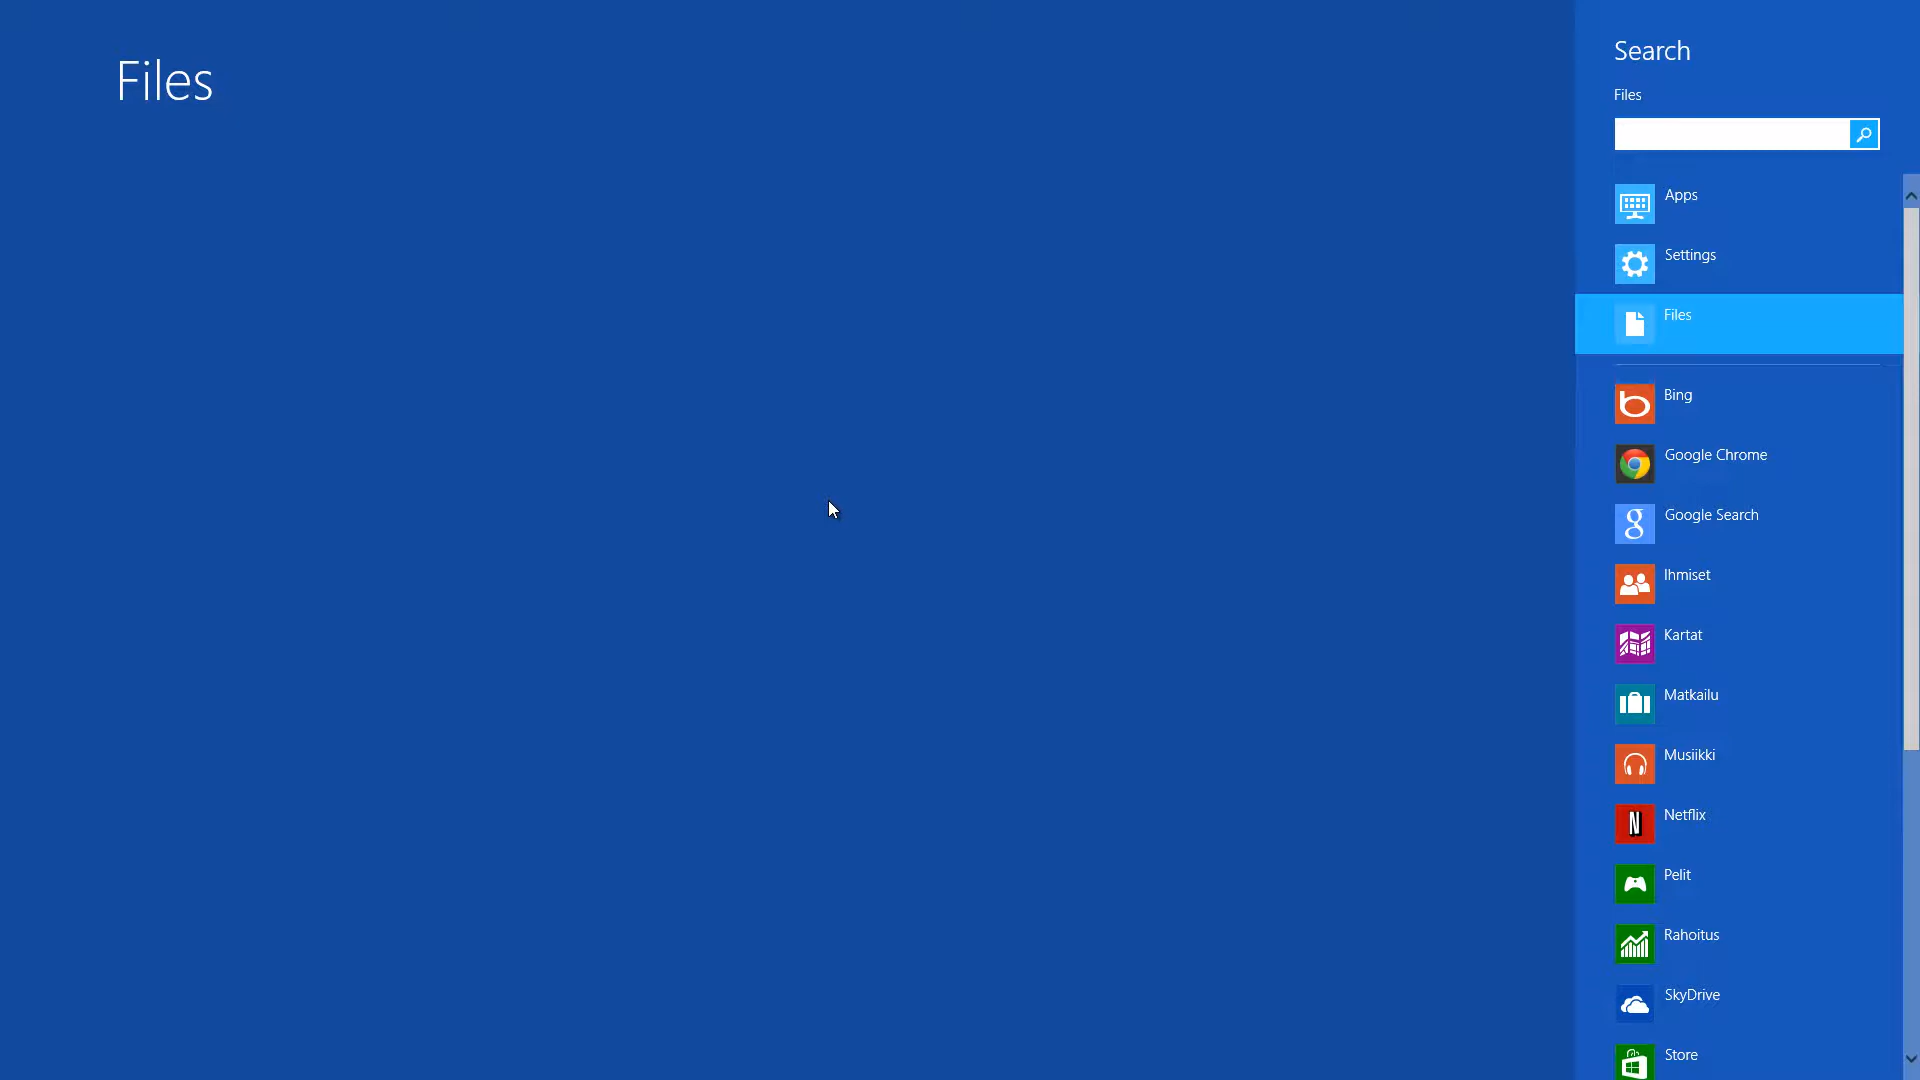 Files
Search
Files
Apps
Settings
Files
Bing
Google Chrome
Google Search
Ihmiset
Kartat
Matkailu
Musiikki
Netflix
Pelit
Rahoitus
SkyDrive
Store